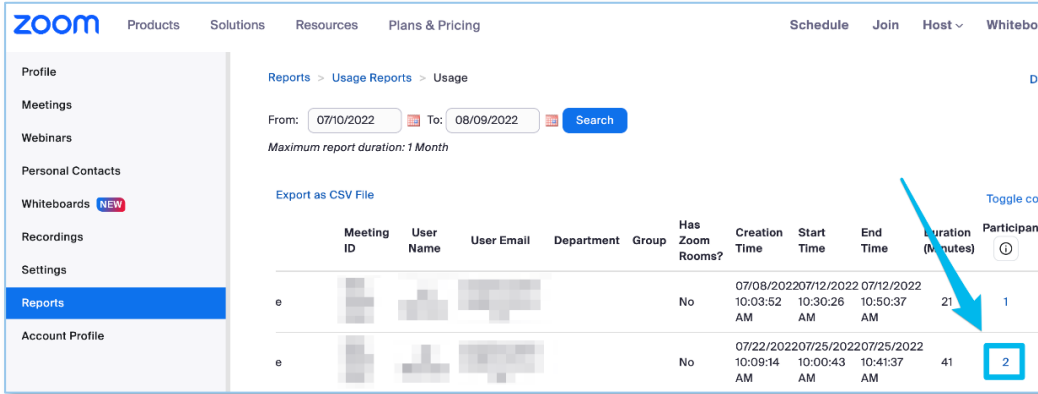 zoom Products Solutions Resources Plans & Pricing Schedule Join Host Whitebo
Profile
Meetings
Webinars
Personal Contacts
Whiteboards NEW
Recordings
Settings
Reports
Account Profile
Reports > Usage Reports > Usage
D
From: 07/10/2022 To: 08/09/2022 Search
Maximum report duration: 1 Month
Export as CSV File
Toggle co
Meeting ID User Name User Email Department Group Has Zoom Rooms? Creation Time Start Time End Time Duration (Minutes) Participan
e No 07/08/2022 10:03:52 AM 07/12/2022 10:30:26 AM 07/12/2022 10:50:37 AM 21 1
e No 07/22/2022 10:09:14 AM 07/25/2022 10:00:43 AM 07/25/2022 10:41:37 AM 41 2